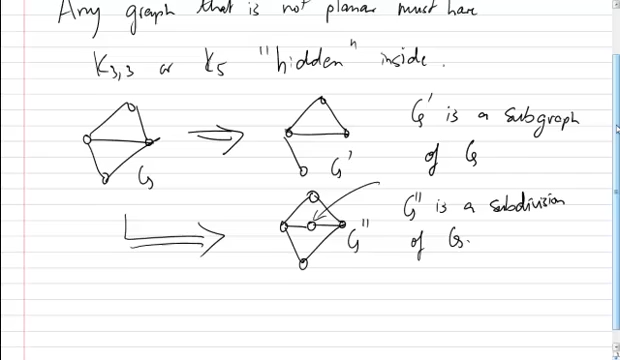 Any graph that is not planar must have
K3,3 or K5 "hidden" inside.
G
G'
G' is a subgraph
of G
G''
G'' is a subdivision
of G.